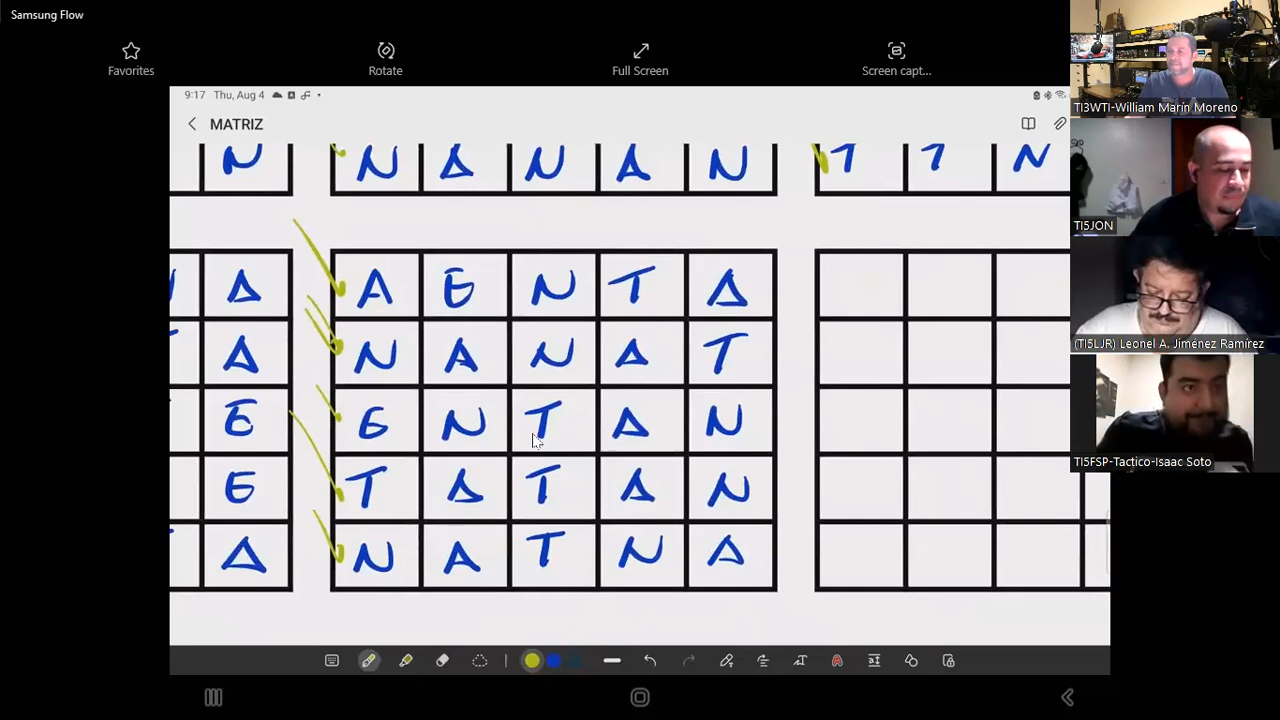 Samsung Flow
Favorites
Rotate
Full Screen
Screen capt...
9:17 Thu, Aug 4
MATRIZ
N N A N A N T T N
A A E N T A
A N A N A T
E E N T A N
E T A T A N
A N A T N A
TI3WTI-William Marín Moreno
TI5JON
(TI5LJR) Leonel A. Jiménez Ramírez
TI5FSP-Tactico-Isaac Soto